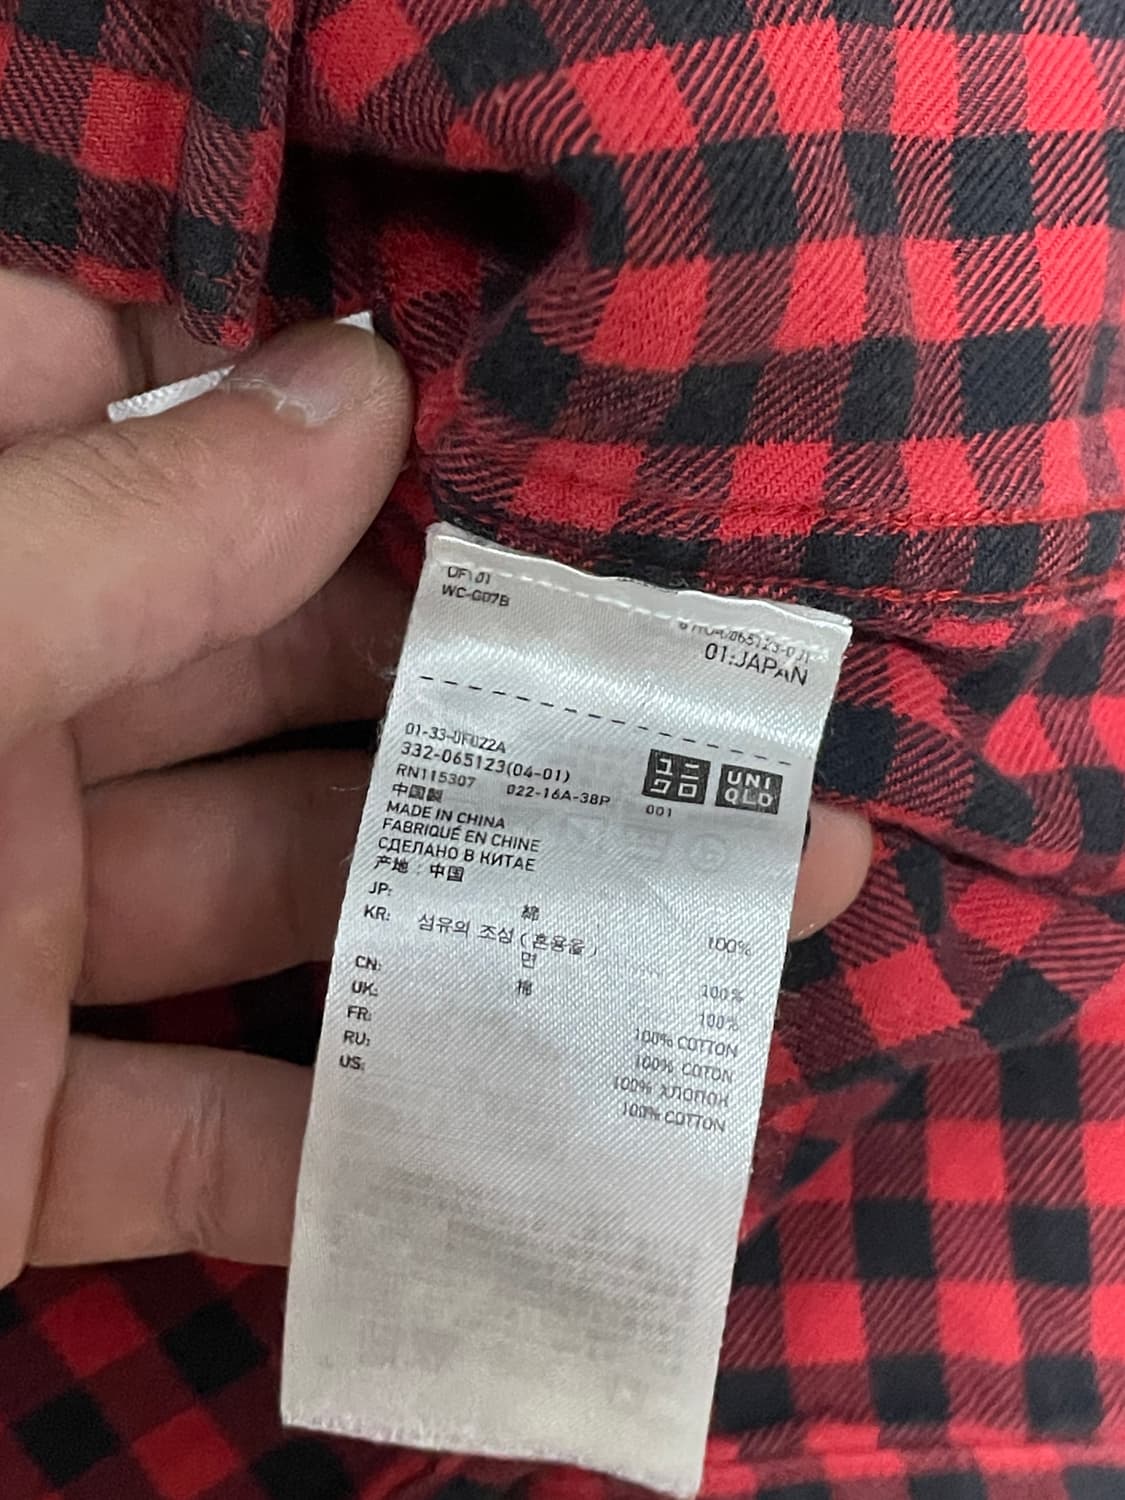 WC-G07B
01:JAPAN
332-065123(04-01)
ユニ
クロ
UNI
QLO
RN115307 022-16A-38P
001
中国製
MADE IN CHINA
FABRIQUÉ EN CHINE
СДЕЛАНО В КИТАЕ
产地 : 中国
JP: 綿 100%
KR: 섬유의 조성 ( 혼용율 )
면 100%
CN: 棉 100%
UK: 100% COTTON
FR: 100% COTON
RU: 100% ХЛОПОК
US: 100% COTTON